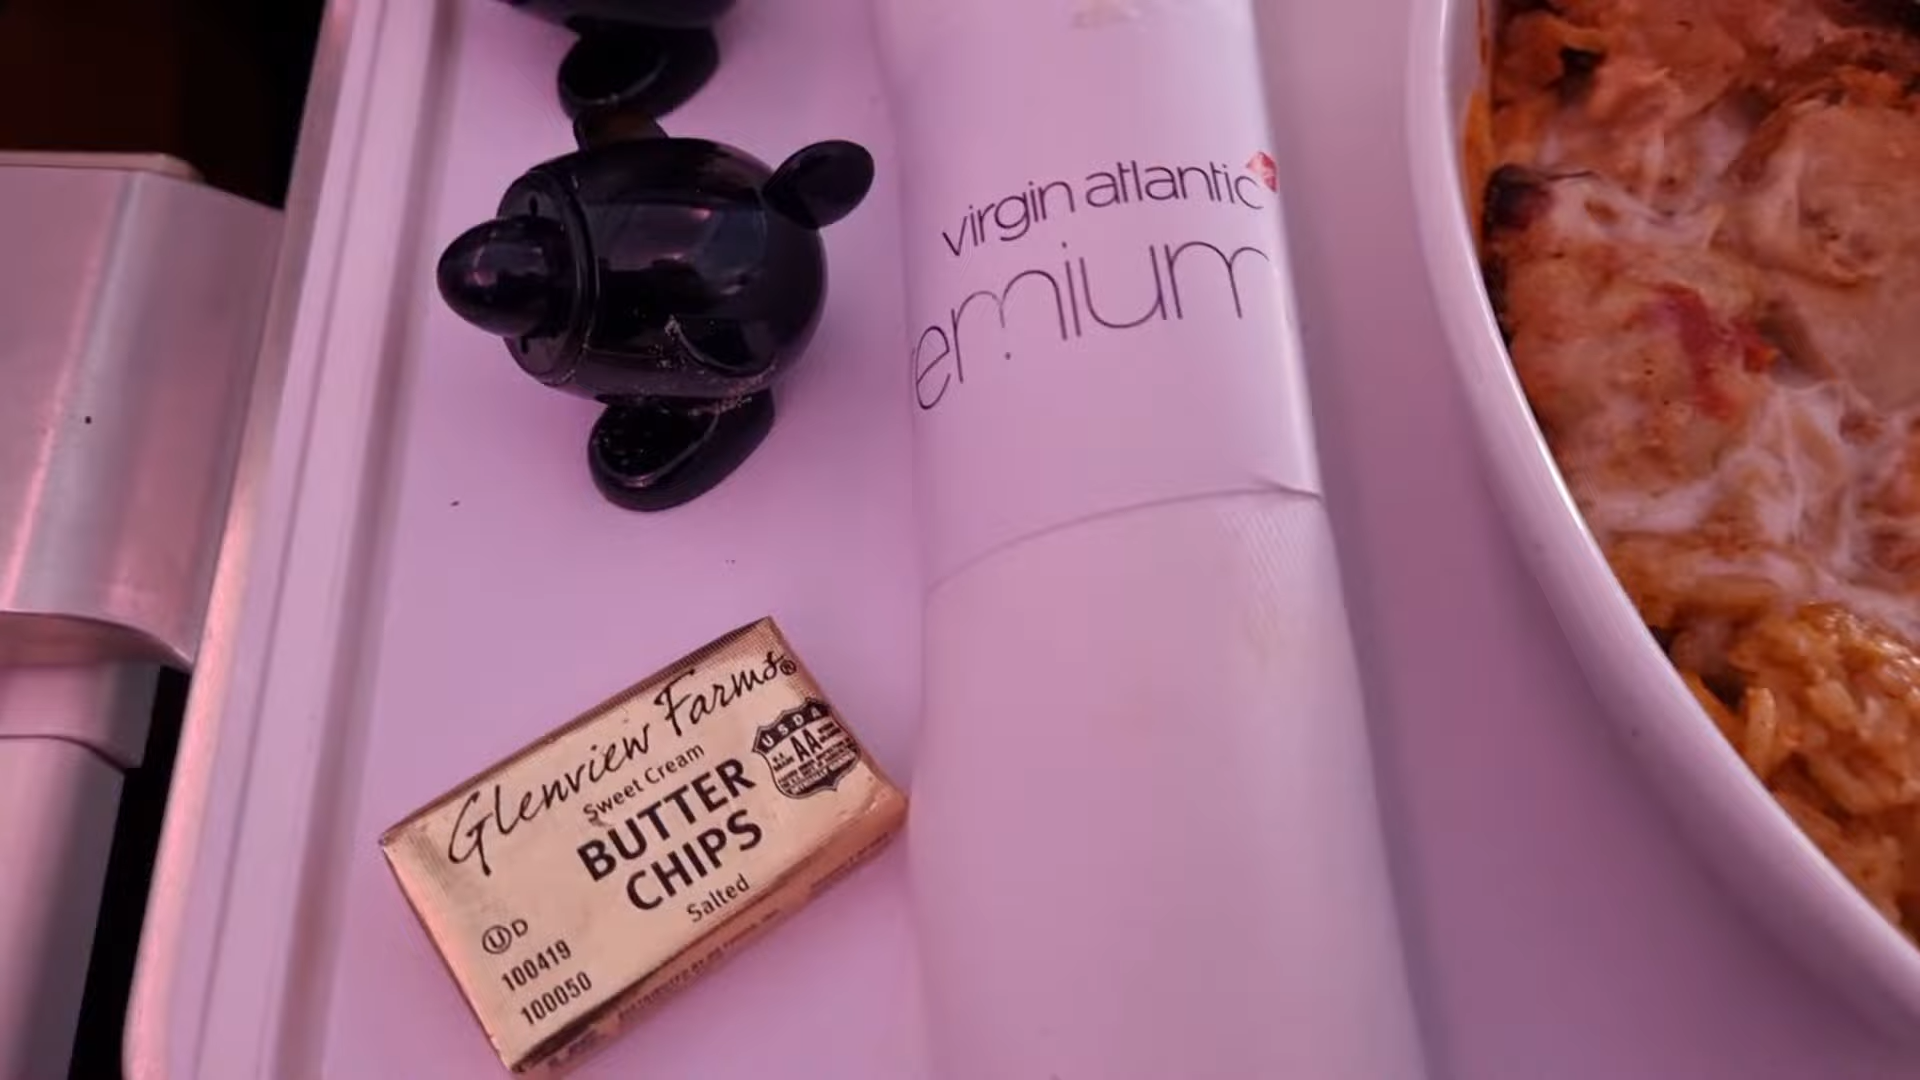 virgin atlantic
emium
Glenview Farms®
Sweet Cream
BUTTER
CHIPS
Salted
USDA
AA
U D
100419
100050